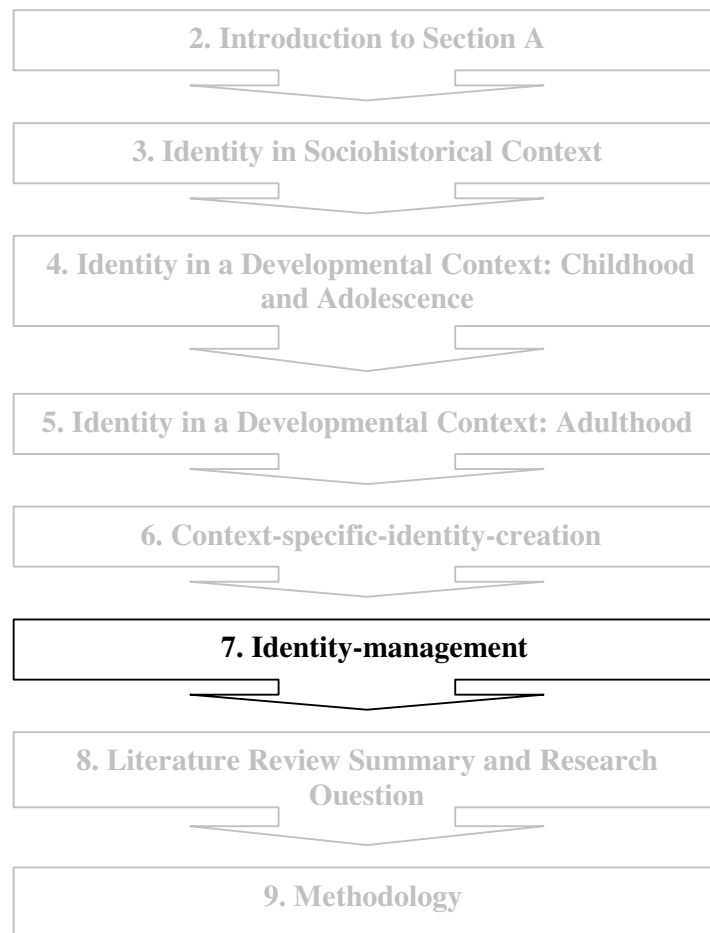 2. Introduction to Section A
3. Identity in Sociohistorical Context
4. Identity in a Developmental Context: Childhood
and Adolescence
5. Identity in a Developmental Context: Adulthood
6. Context-specific-identity-creation
7. Identity-management
8. Literature Review Summary and Research
Question
9. Methodology